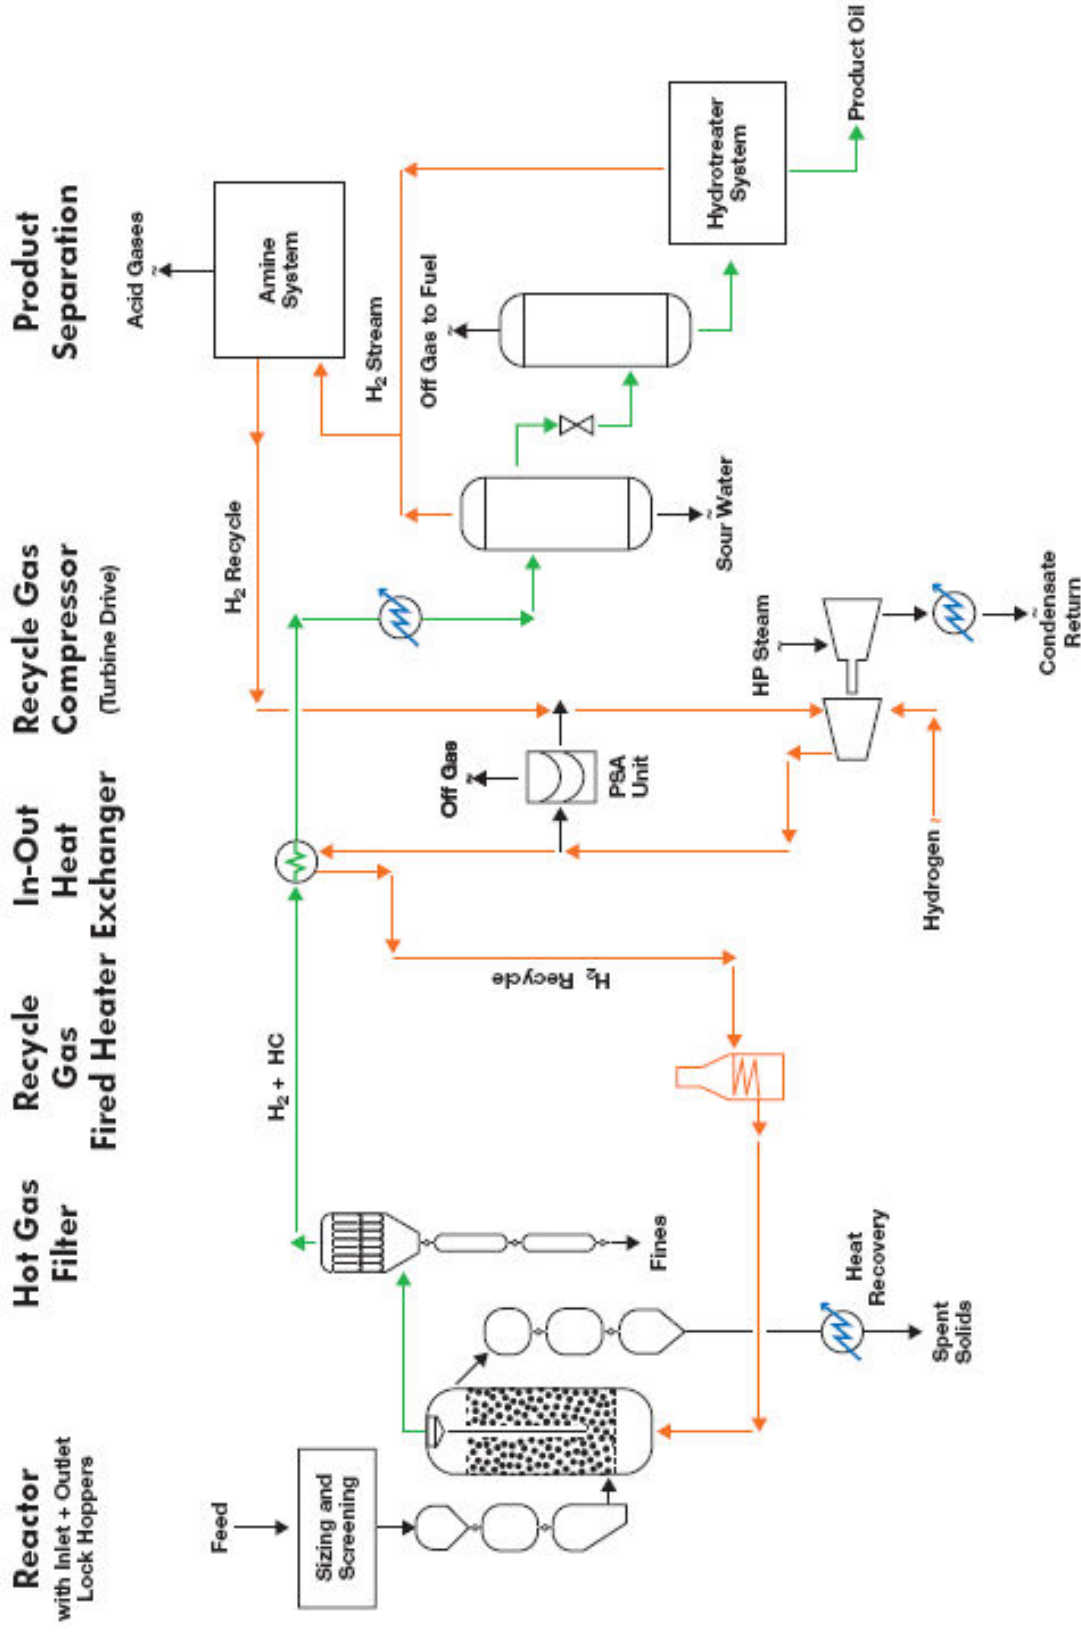 Reactor
with Inlet + Outlet
Lock Hoppers
Hot Gas
Filter
Recycle
Gas
Fired Heater
In-Out
Heat
Exchanger
Recycle Gas
Compressor
(Turbine Drive)
Product
Separation
Feed
Sizing and
Screening
Fines
Heat
Recovery
Spent
Solids
H₂ + HC
H₂ Recycle
Off Gas
PSA
Unit
Hydrogen
HP Steam
Condensate
Return
H₂ Recycle
Acid Gases
Amine
System
H₂ Stream
Off Gas to Fuel
Sour Water
Hydrotreater
System
Product Oil